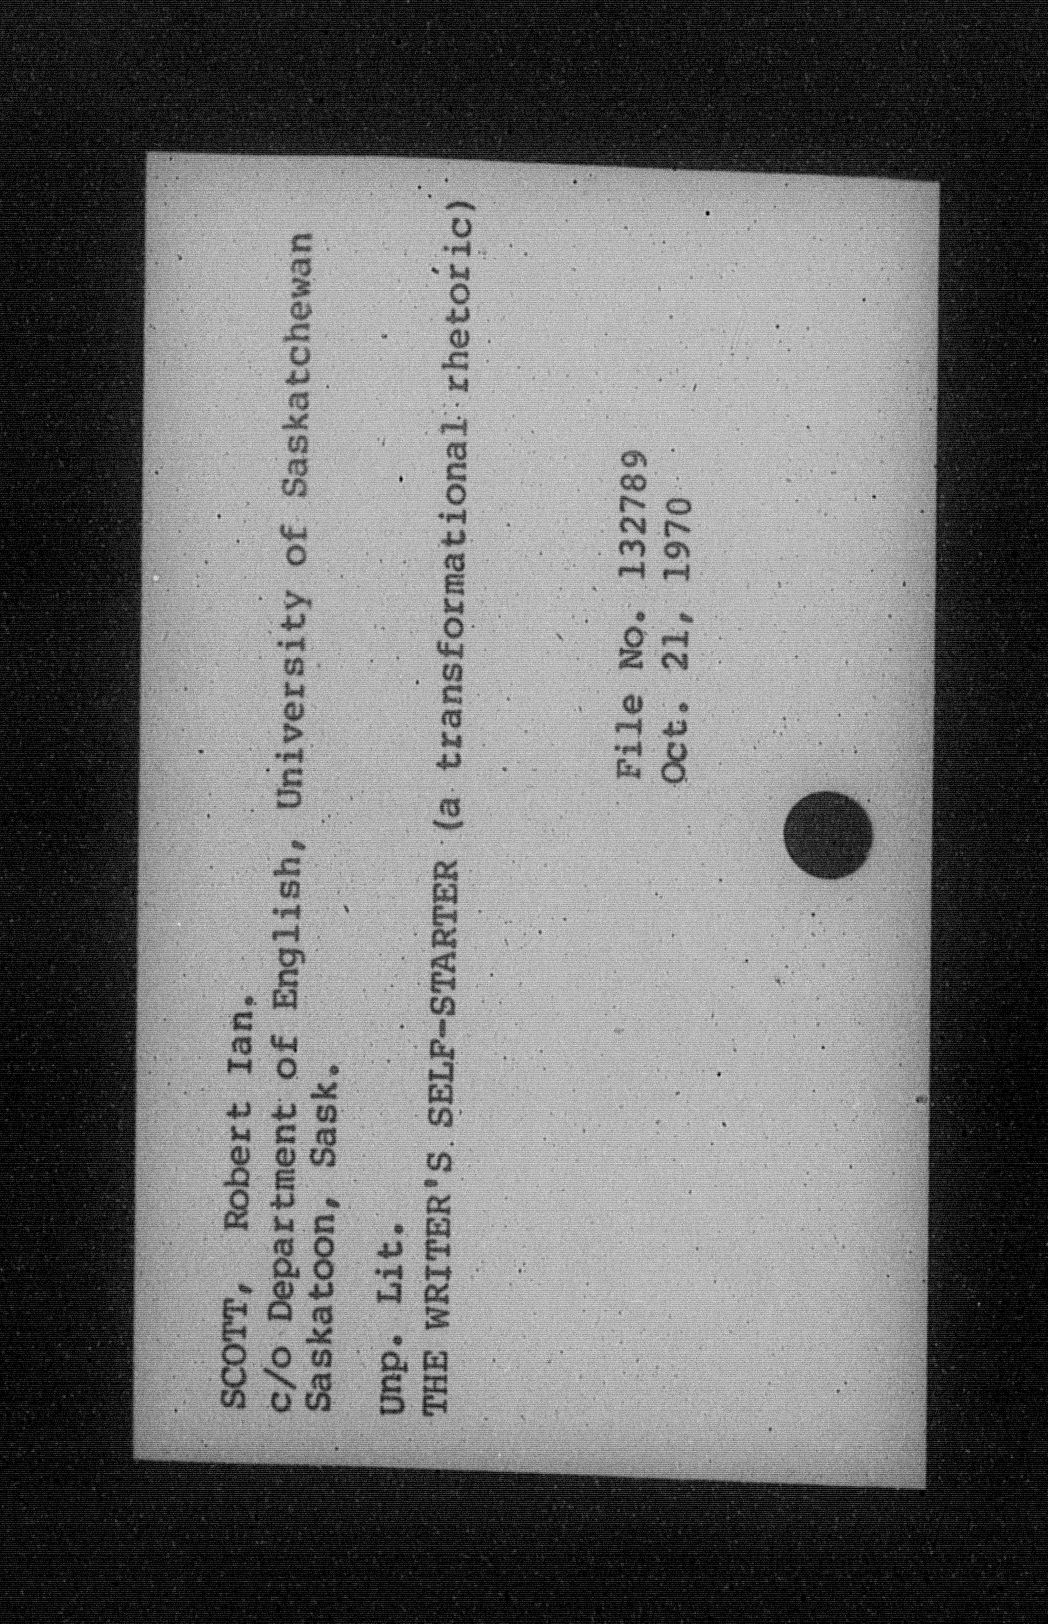 SCOTT, Robert Ian.
c/o Department of English, University of Saskatchewan
Saskatoon, Sask.
Unp. Lit.
THE WRITER'S SELF-STARTER (a transformational rhetoric)
File No. 132789
Oct. 21, 1970